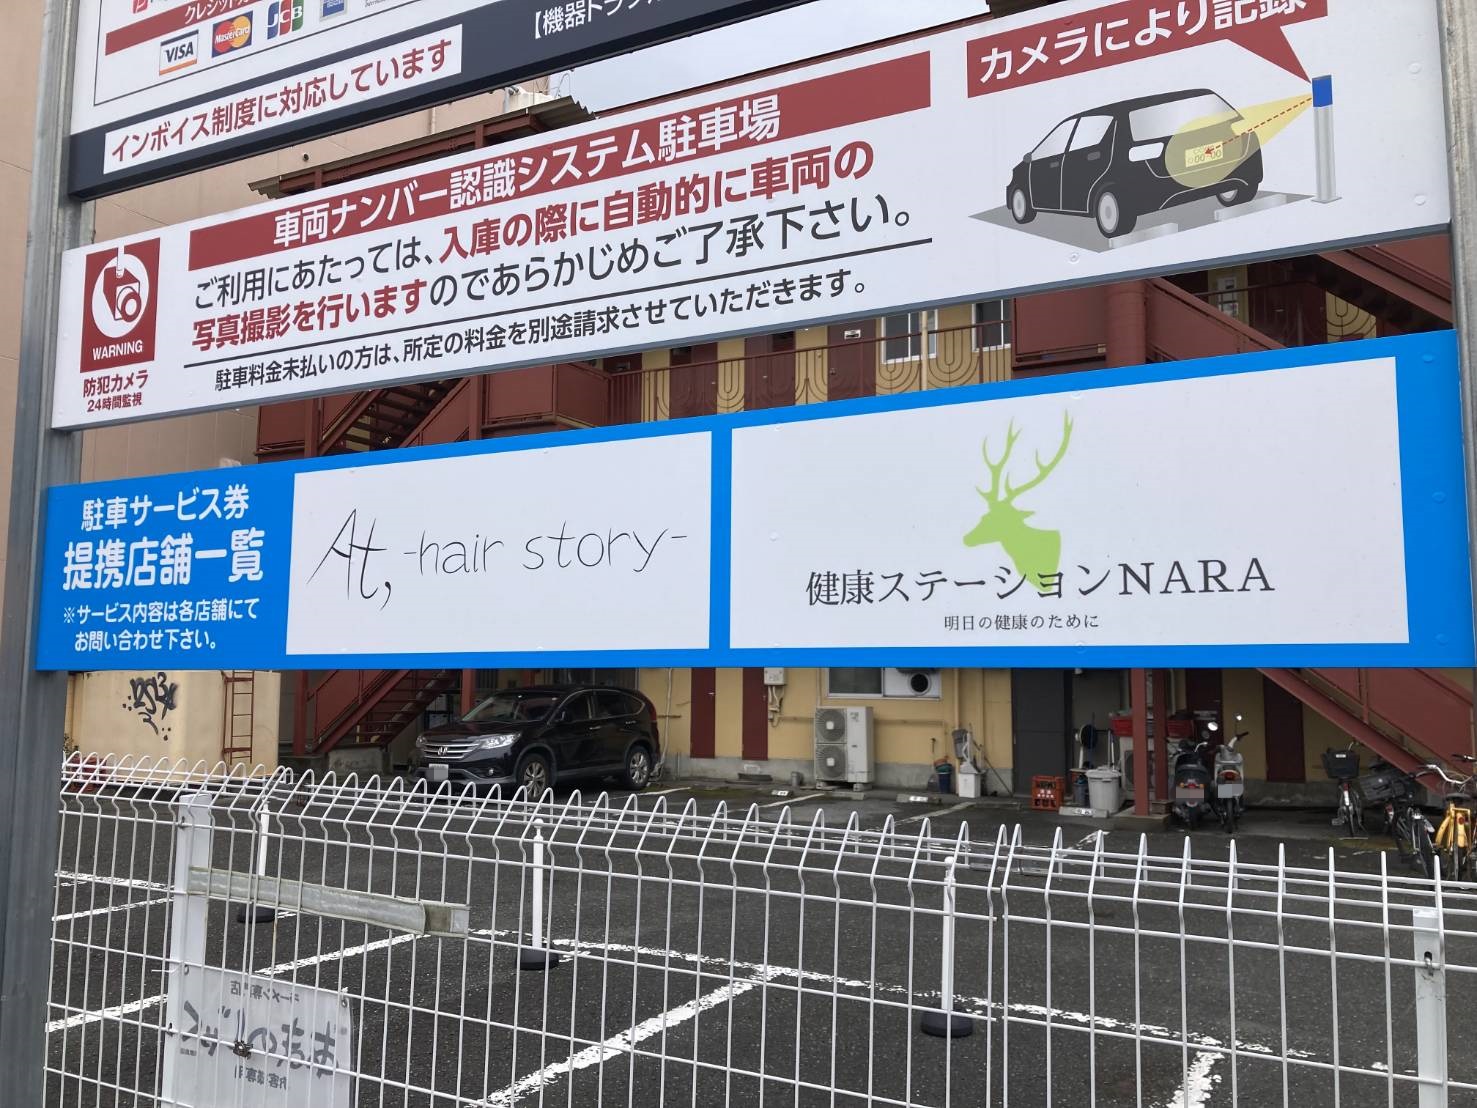 クレジットカ
VISA
MasterCard
JCB
【機器トラブル
インボイス制度に対応しています
カメラにより記録
車両ナンバー認識システム駐車場
ご利用にあたっては、入庫の際に自動的に車両の
写真撮影を行いますのであらかじめご了承下さい。
駐車料金未払いの方は、所定の料金を別途請求させていただきます。
WARNING
防犯カメラ
24時間監視
駐車サービス券
提携店舗一覧
※サービス内容は各店舗にて
お問い合わせ下さい。
At, -hair story-
健康ステーションNARA
明日の健康のために